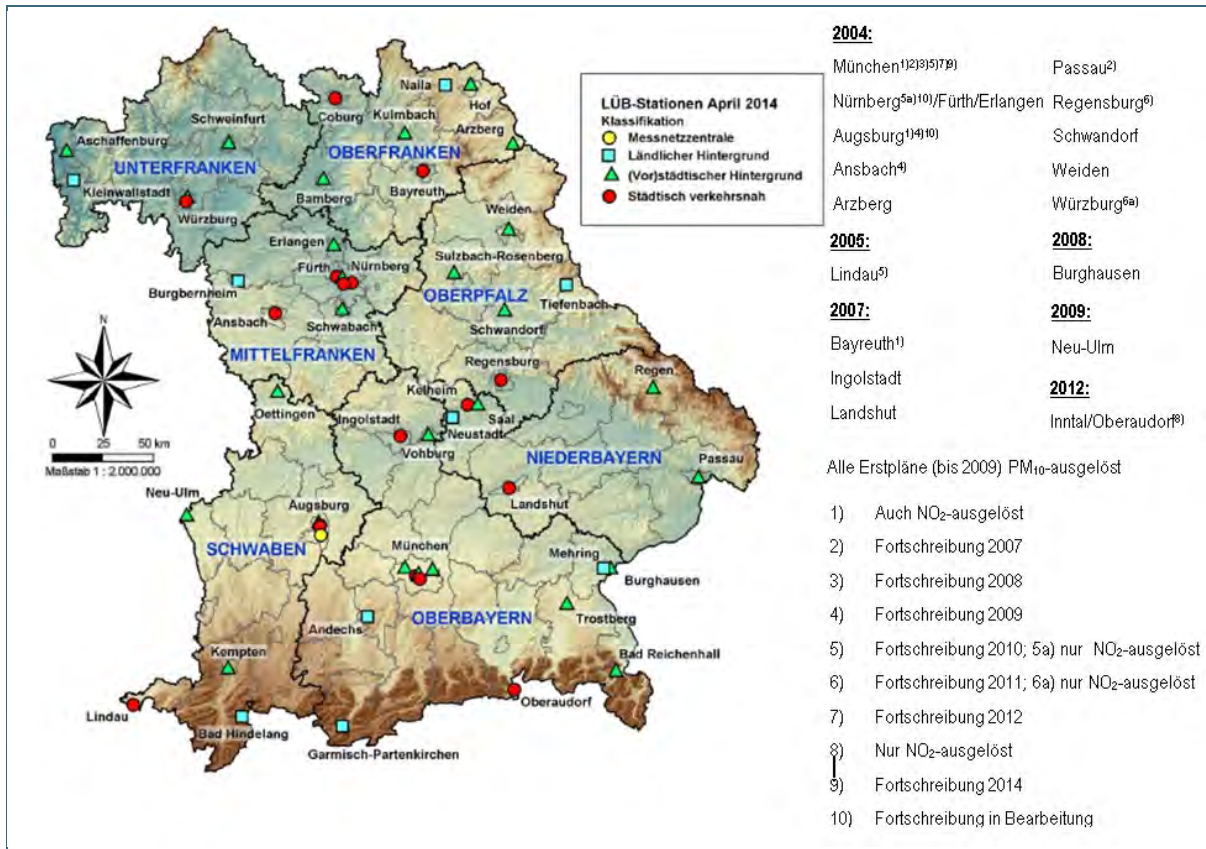 LÜB-Stationen April 2014
Klassifikation
Messnetzzentrale
Ländlicher Hintergrund
(Vor)städtischer Hintergrund
Städtisch verkehrsnah
Naila
Hof
Coburg
Kulmbach
Arzberg
Schweinfurt
Aschaffenburg
UNTERFRANKEN
OBERFRANKEN
Kleinwallstadt
Bayreuth
Bamberg
Würzburg
Weiden
Erlangen
Fürth
Nürnberg
Sulzbach-Rosenberg
Burgbernheim
OBERPFALZ
Tiefenbach
Ansbach
Schwabach
Schwandorf
MITTELFRANKEN
Regensburg
Regen
N
Kelheim
Oettingen
Ingolstadt
Saal
Neustadt
0 25 50 km
Maßstab 1 : 2.000.000
Vohburg
NIEDERBAYERN
Passau
Neu-Ulm
Landshut
Augsburg
SCHWABEN
München
Mehring
Burghausen
OBERBAYERN
Trostberg
Andechs
Kempten
Bad Reichenhall
Oberaudorf
Lindau
Bad Hindelang
Garmisch-Partenkirchen
2004:
München1)2)3)5)7)9)
Nürnberg5a)10)/Fürth/Erlangen
Augsburg1)4)10)
Ansbach4)
Arzberg
Passau2)
Regensburg6)
Schwandorf
Weiden
Würzburg6a)
2005:
Lindau5)
2008:
Burghausen
2007:
Bayreuth1)
Ingolstadt
Landshut
2009:
Neu-Ulm
2012:
Inntal/Oberaudorf8)
Alle Erstpläne (bis 2009) PM10-ausgelöst
1) Auch NO2-ausgelöst
2) Fortschreibung 2007
3) Fortschreibung 2008
4) Fortschreibung 2009
5) Fortschreibung 2010; 5a) nur NO2-ausgelöst
6) Fortschreibung 2011; 6a) nur NO2-ausgelöst
7) Fortschreibung 2012
8) Nur NO2-ausgelöst
9) Fortschreibung 2014
10) Fortschreibung in Bearbeitung